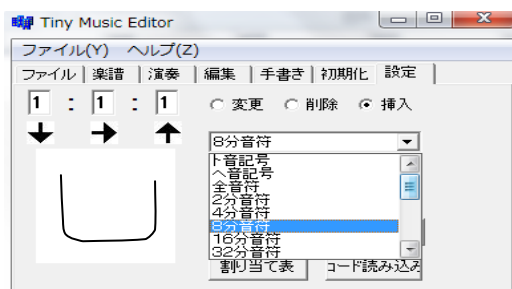 Tiny Music Editor
ファイル(Y) ヘルプ(Z)
ファイル 楽譜 演奏 編集 手書き 初期化 設定
1 : 1 : 1 変更 削除 挿入
8分音符
ト音記号
ヘ音記号
全音符
2分音符
4分音符
8分音符
16分音符
32分音符
割り当て表 コード読み込み